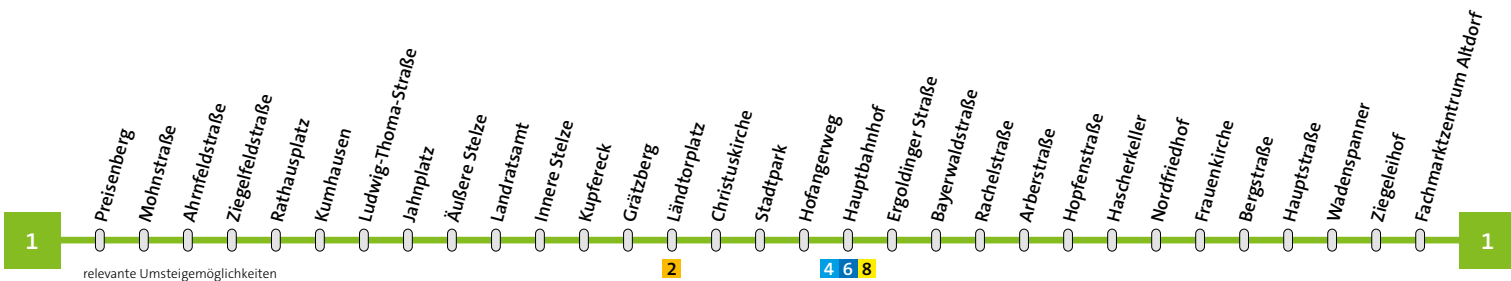 1
Preisenberg
Mohnstraße
Ahrnfeldstraße
Ziegelfeldstraße
Rathausplatz
Kumhausen
Ludwig-Thoma-Straße
Jahnplatz
Äußere Stelze
Landratsamt
Innere Stelze
Kupfereck
Grätzberg
Ländtorplatz
Christuskirche
Stadtpark
Hofangerweg
Hauptbahnhof
Ergoldinger Straße
Bayerwaldstraße
Rachelstraße
Arberstraße
Hopfenstraße
Hascherkeller
Nordfriedhof
Frauenkirche
Bergstraße
Hauptstraße
Wadenspanner
Ziegeleihof
Fachmarktzentrum Altdorf
1
relevante Umsteigemöglichkeiten
2
4 6 8